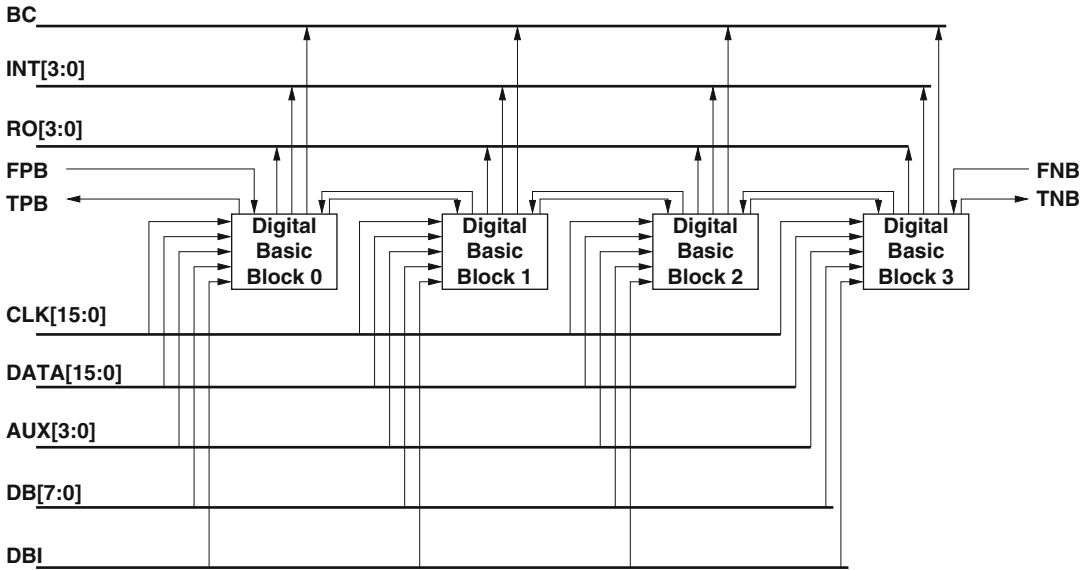 BC
INT[3:0]
RO[3:0]
FPB
FNB
TPB
TNB
Digital
Basic
Block 0
Digital
Basic
Block 1
Digital
Basic
Block 2
Digital
Basic
Block 3
CLK[15:0]
DATA[15:0]
AUX[3:0]
DB[7:0]
DBI